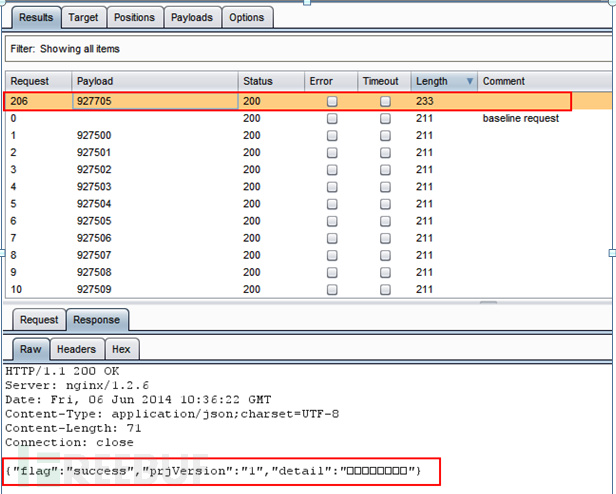 Results Target Positions Payloads Options
Filter: Showing all items
Request Payload Status Error Timeout Length Comment
206 927705 200 233
0 200 211 baseline request
1 927500 200 211
2 927501 200 211
3 927502 200 211
4 927503 200 211
5 927504 200 211
6 927505 200 211
7 927506 200 211
8 927507 200 211
9 927508 200 211
10 927509 200 211
Request Response
Raw Headers Hex
HTTP/1.1 200 OK
Server: nginx/1.2.6
Date: Fri, 06 Jun 2014 10:36:22 GMT
Content-Type: application/json;charset=UTF-8
Content-Length: 71
Connection: close
{"flag":"success","prjVersion":"1","detail":"□□□□□□□□"}
REEBUF